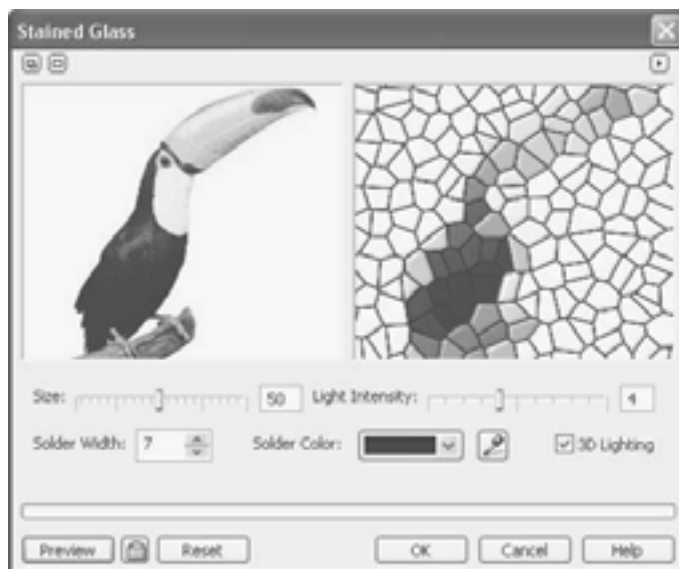 Stained Glass
Size: 50 Light Intensity: 4
Solder Width: 7 Solder Color: 3D Lighting
Preview Reset OK Cancel Help